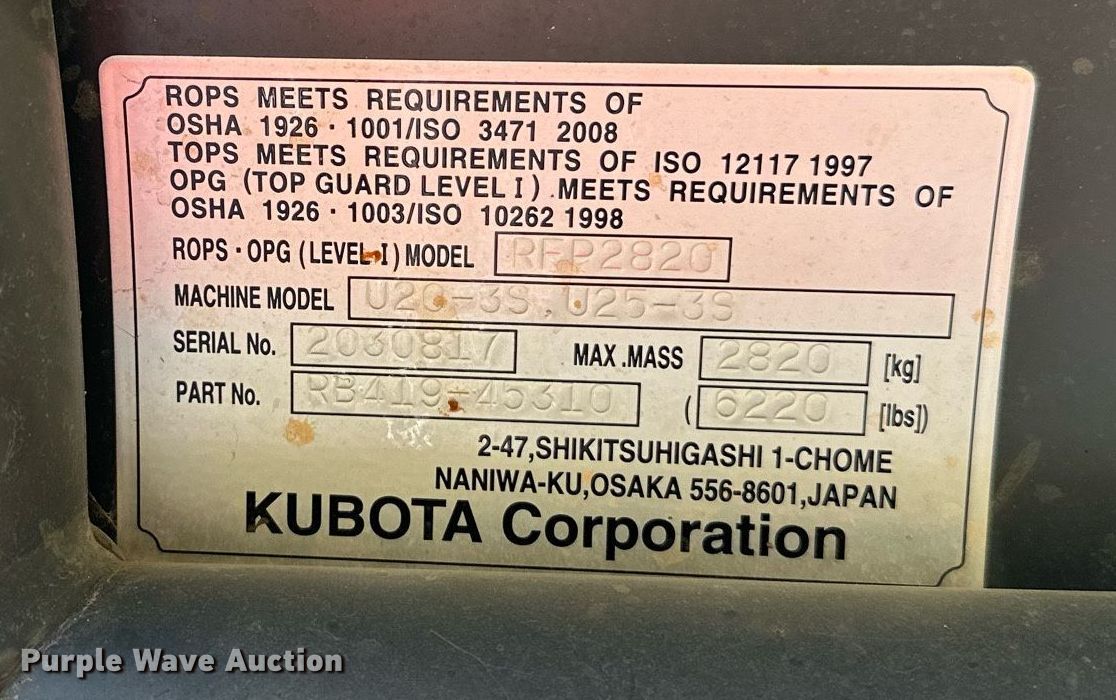 ROPS MEETS REQUIREMENTS OF
OSHA 1926・1001/ISO 3471 2008
TOPS MEETS REQUIREMENTS OF ISO 12117 1997
OPG (TOP GUARD LEVEL I) MEETS REQUIREMENTS OF
OSHA 1926・1003/ISO 10262 1998
ROPS・OPG (LEVEL I) MODEL RFP2820
MACHINE MODEL U20-3S, U25-3S
SERIAL No. 2030817 MAX.MASS 2820 [kg]
PART No. RB419-45310 (6220 [lbs])
2-47,SHIKITSUHIGASHI 1-CHOME
NANIWA-KU,OSAKA 556-8601,JAPAN
KUBOTA Corporation
Purple Wave Auction